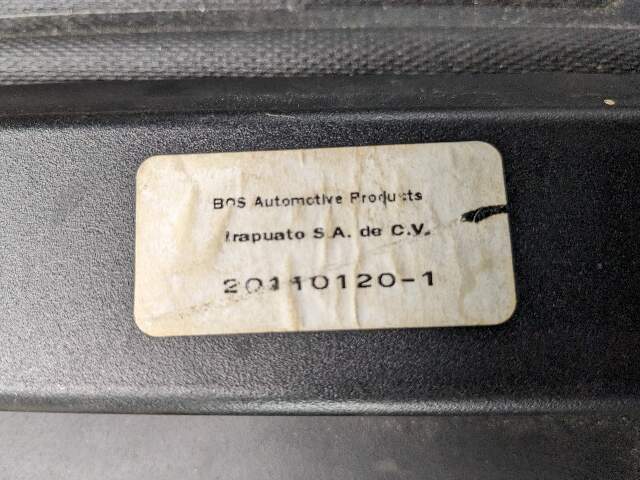 BOS Automotive Products
Irapuato S.A. de C.V.
20110120-1